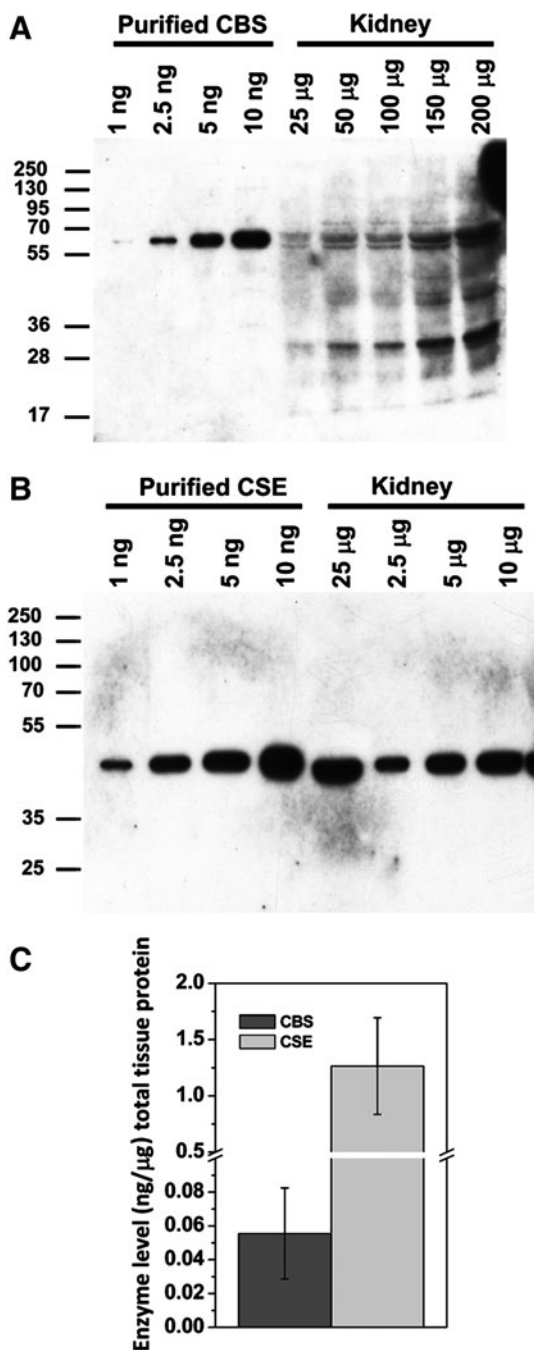 A
Purified CBS Kidney
1 ng 2.5 ng 5 ng 10 ng 25 μg 50 μg 100 μg 150 μg 200 μg
250
130
95
70
55
36
28
17
B
Purified CSE Kidney
1 ng 2.5 ng 5 ng 10 ng 25 μg 2.5 μg 5 μg 10 μg
250
130
100
70
55
35
25
C
Enzyme level (ng/μg) total tissue protein
2.0
1.5
1.0
0.5
0.08
0.06
0.04
0.02
0.00
CBS
CSE